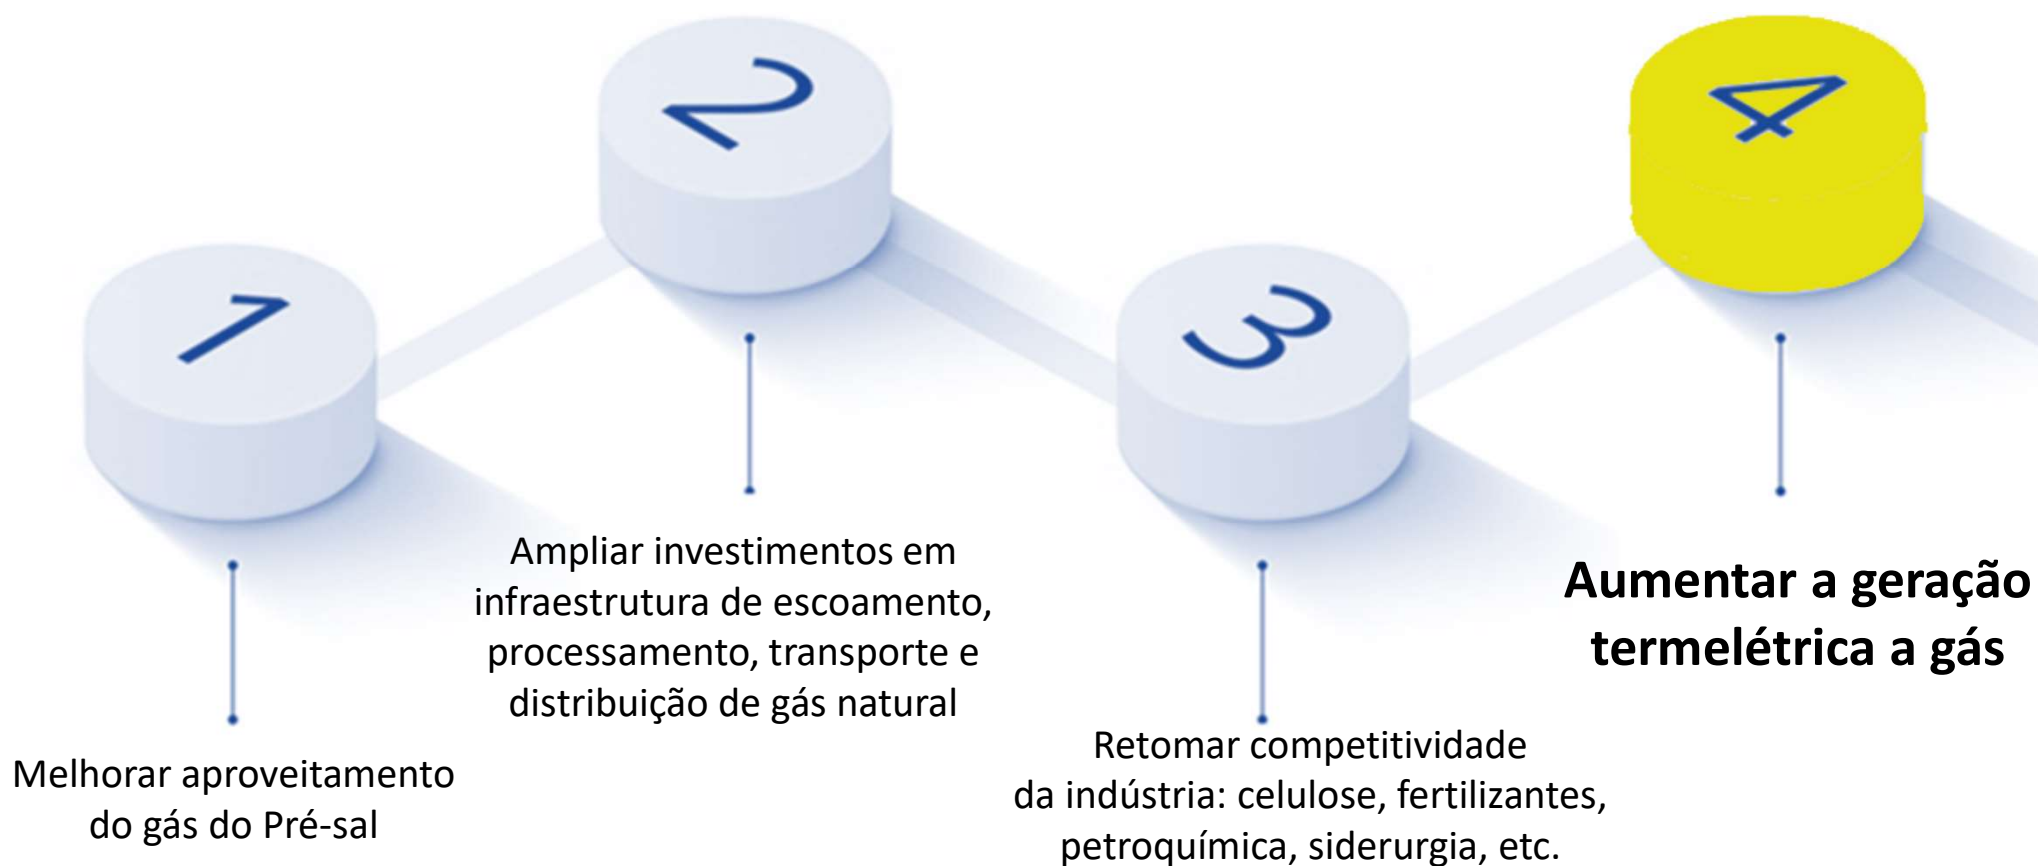 1
Melhorar aproveitamento
do gás do Pré-sal
2
Ampliar investimentos em
infraestrutura de escoamento,
processamento, transporte e
distribuição de gás natural
3
Retomar competitividade
da indústria: celulose, fertilizantes,
petroquímica, siderurgia, etc.
4
Aumentar a geração
termelétrica a gás